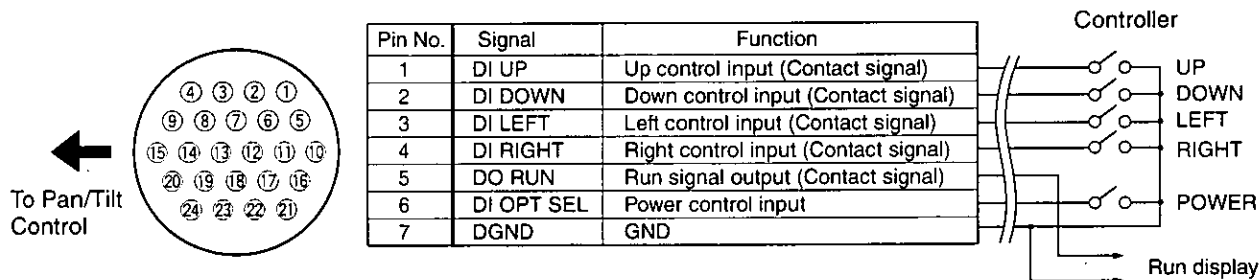 Controller
Pin No. Signal Function
1 DI UP Up control input (Contact signal) UP
2 DI DOWN Down control input (Contact signal) DOWN
3 DI LEFT Left control input (Contact signal) LEFT
4 DI RIGHT Right control input (Contact signal) RIGHT
5 DO RUN Run signal output (Contact signal)
6 DI OPT SEL Power control input POWER
7 DGND GND
Run display
④ ③ ② ①
⑨ ⑧ ⑦ ⑥ ⑤
⑮ ⑭ ⑬ ⑫ ⑪ ⑩
⑳ ⑲ ⑱ ⑰ ⑯
㉔ ㉓ ㉒ ㉑
To Pan/Tilt
Control